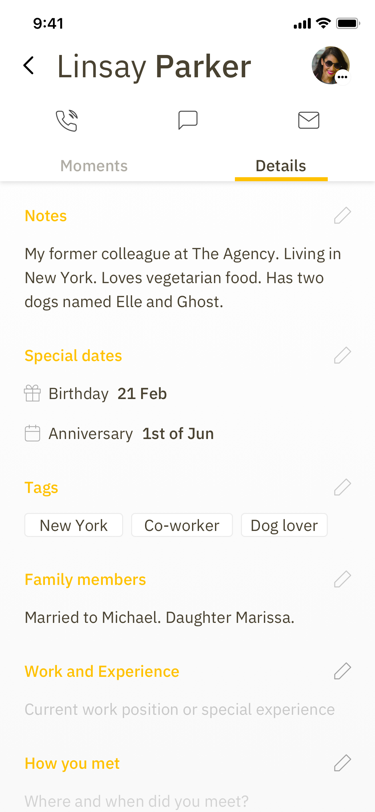 9:41
Linsay Parker
Moments Details
Notes
My former colleague at The Agency. Living in
New York. Loves vegetarian food. Has two
dogs named Elle and Ghost.
Special dates
Birthday 21 Feb
Anniversary 1st of Jun
Tags
New York Co-worker Dog lover
Family members
Married to Michael. Daughter Marissa.
Work and Experience
Current work position or special experience
How you met
Where and when did you meet?